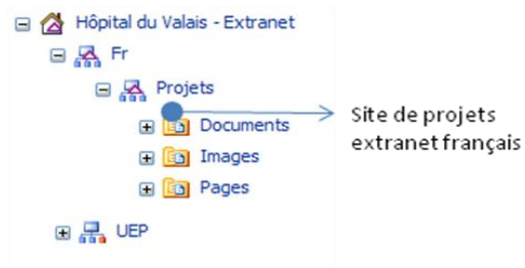 Hôpital du Valais - Extranet
Fr
Projets
Documents
Images
Pages
UEP
Site de projets
extranet français